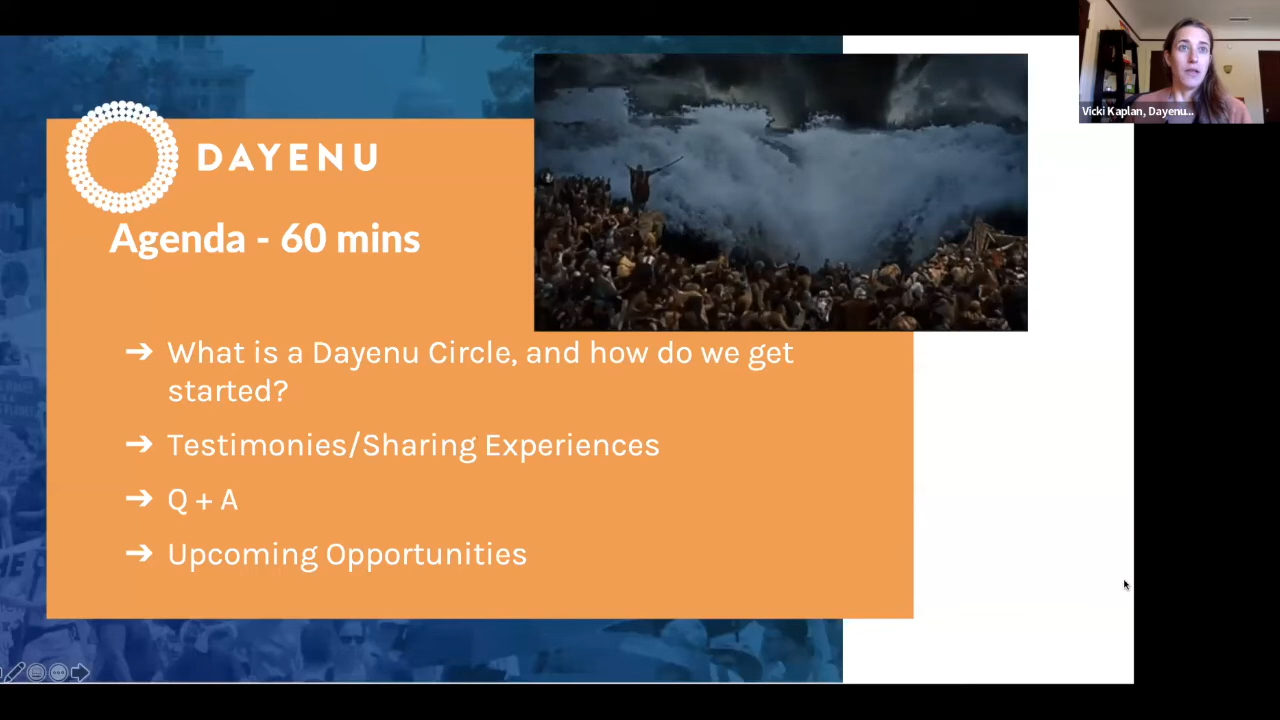 Vicki Kaplan, Dayenu...
DAYENU
Agenda - 60 mins
➔ What is a Dayenu Circle, and how do we get
started?
➔ Testimonies/Sharing Experiences
➔ Q + A
➔ Upcoming Opportunities